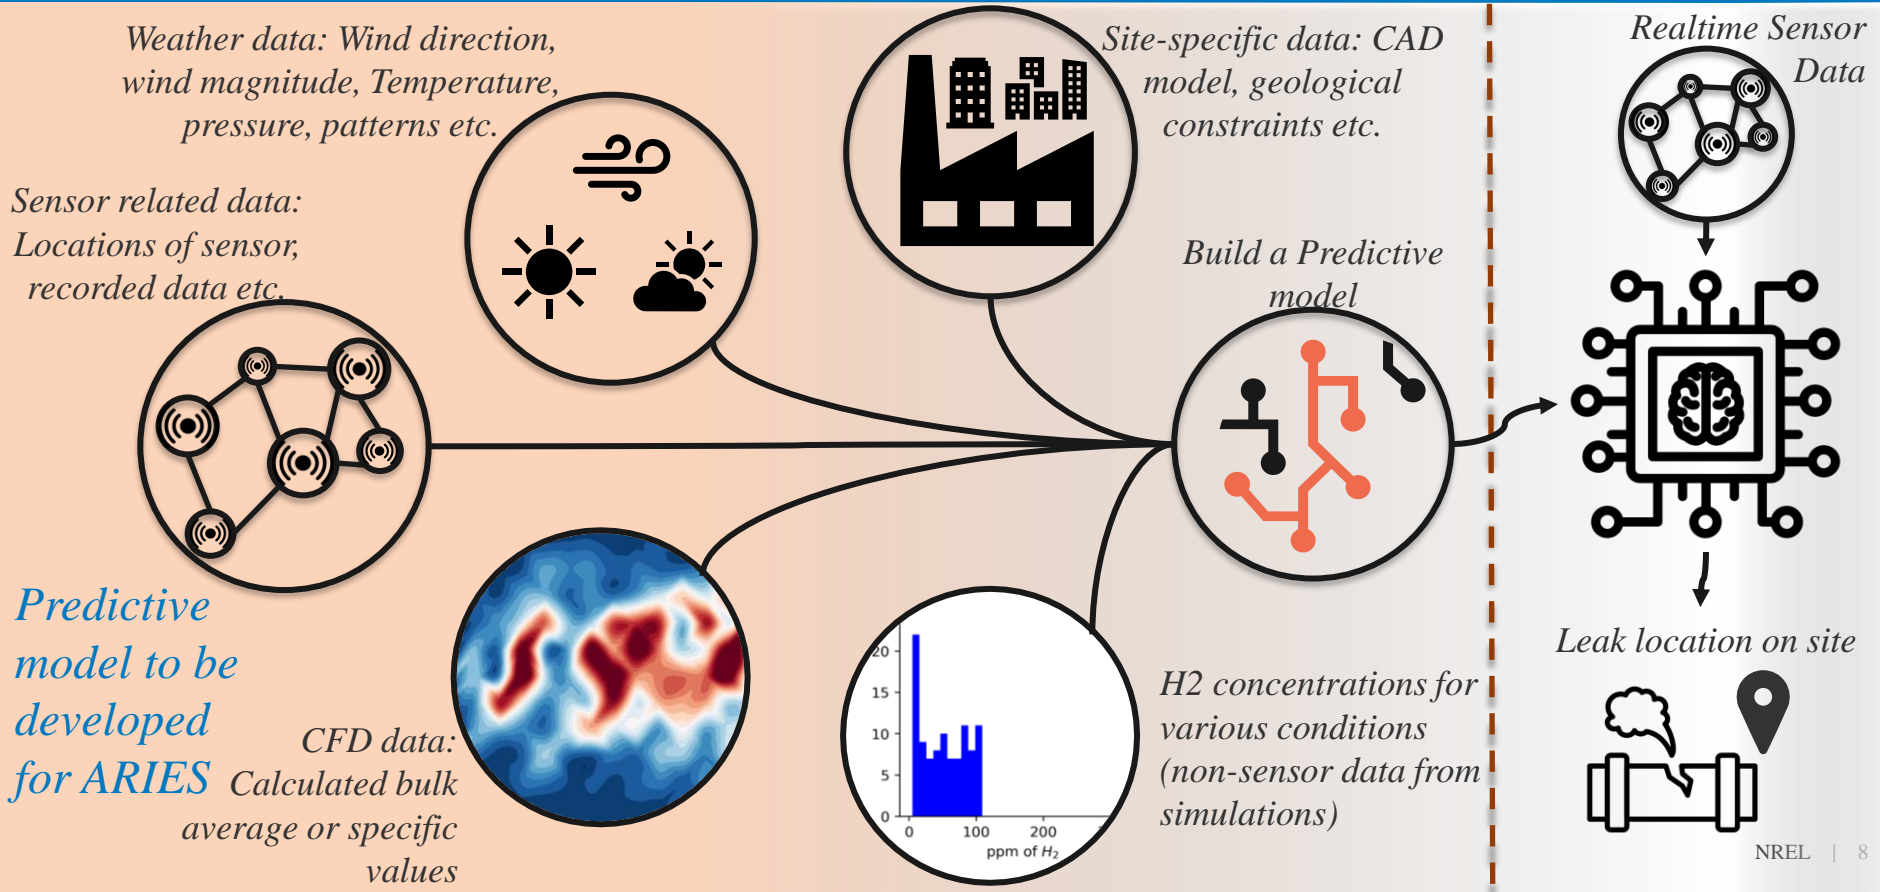 Weather data: Wind direction,
wind magnitude, Temperature,
pressure, patterns etc.
Site-specific data: CAD
model, geological
constraints etc.
Realtime Sensor
Data
Sensor related data:
Locations of sensor,
recorded data etc.
Build a Predictive
model
Predictive
model to be
developed
for ARIES
CFD data:
Calculated bulk
average or specific
values
20
15
10
5
0
0 100 200
ppm of H2
H2 concentrations for
various conditions
(non-sensor data from
simulations)
Leak location on site
NREL | 8